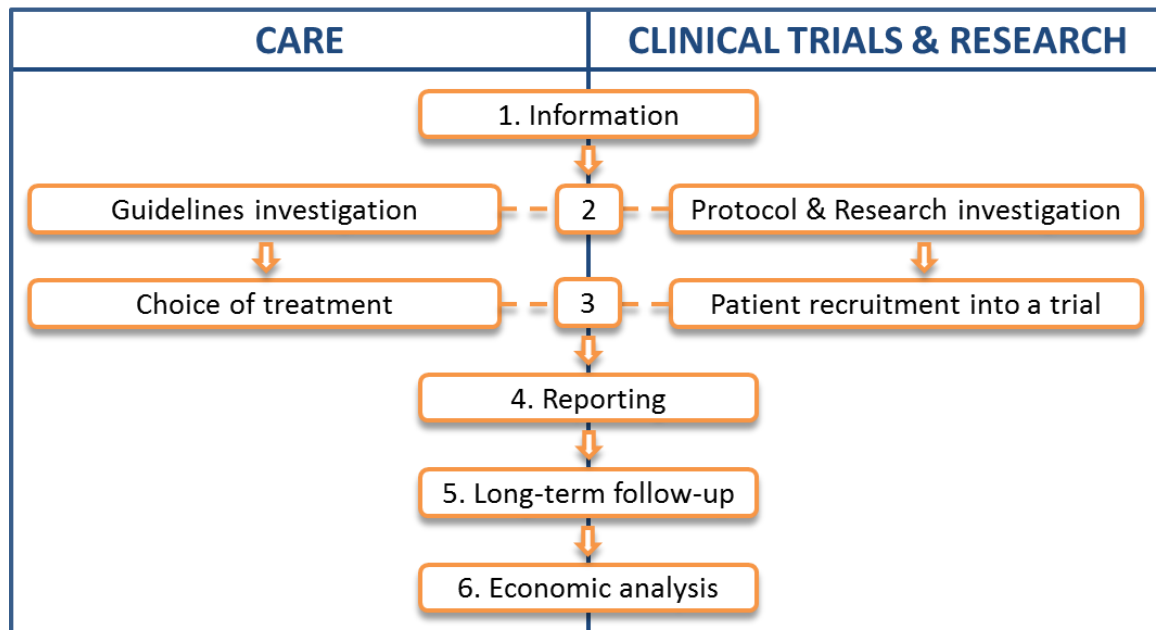 CARE
CLINICAL TRIALS & RESEARCH
1. Information
Guidelines investigation
2
Protocol & Research investigation
Choice of treatment
3
Patient recruitment into a trial
4. Reporting
5. Long-term follow-up
6. Economic analysis